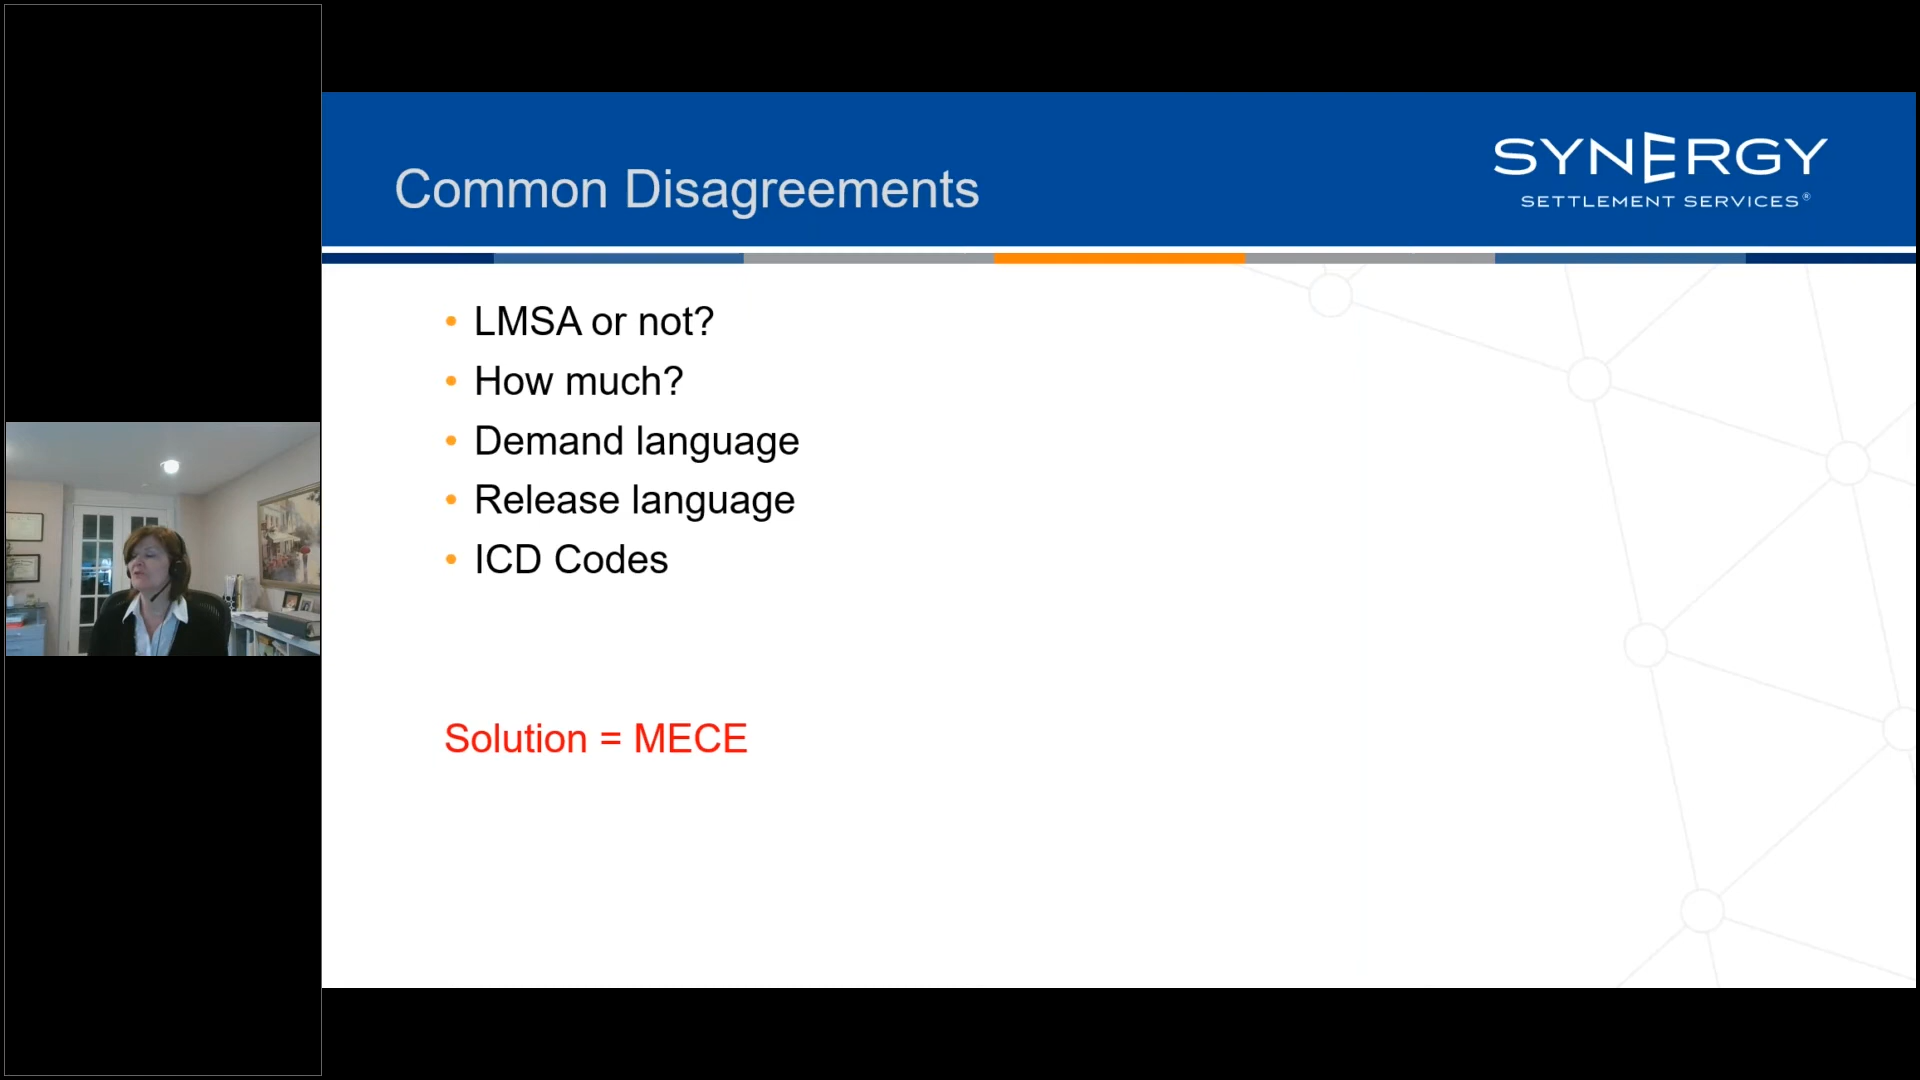 Common Disagreements
SYNERGY
SETTLEMENT SERVICES®
• LMSA or not?
• How much?
• Demand language
• Release language
• ICD Codes
Solution = MECE